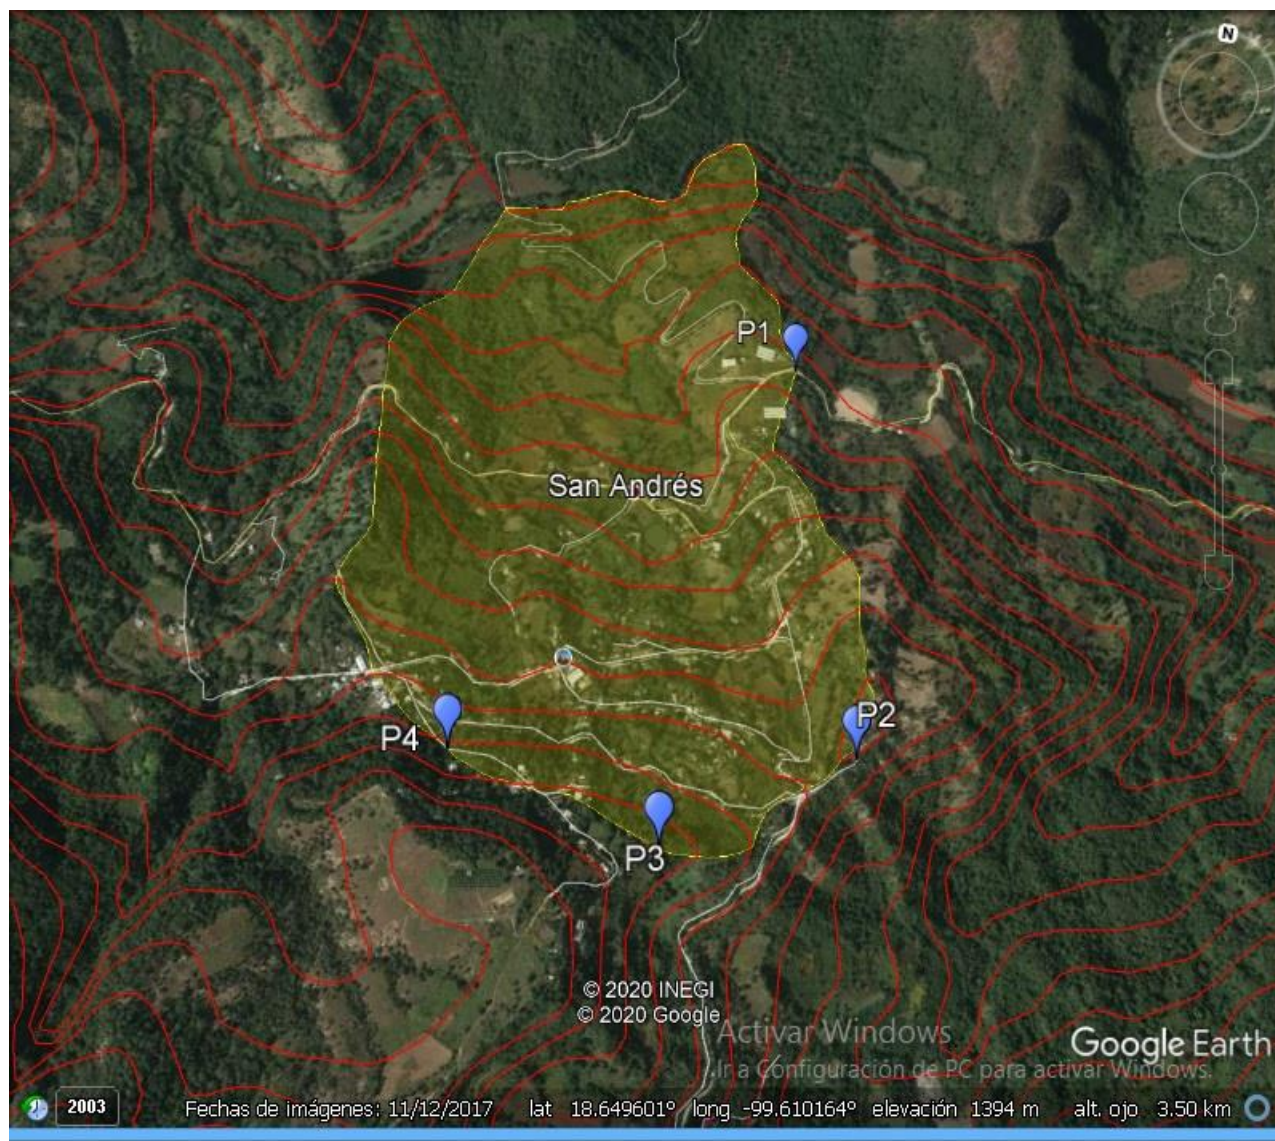 N
P1
San Andrés
P2
P4
P3
© 2020 INEGI
© 2020 Google
Activar Windows
Ir a Configuración de PC para activar Windows.
Google Earth
2003
Fechas de imágenes: 11/12/2017 lat 18.649601° long -99.610164° elevación 1394 m alt. ojo 3.50 km